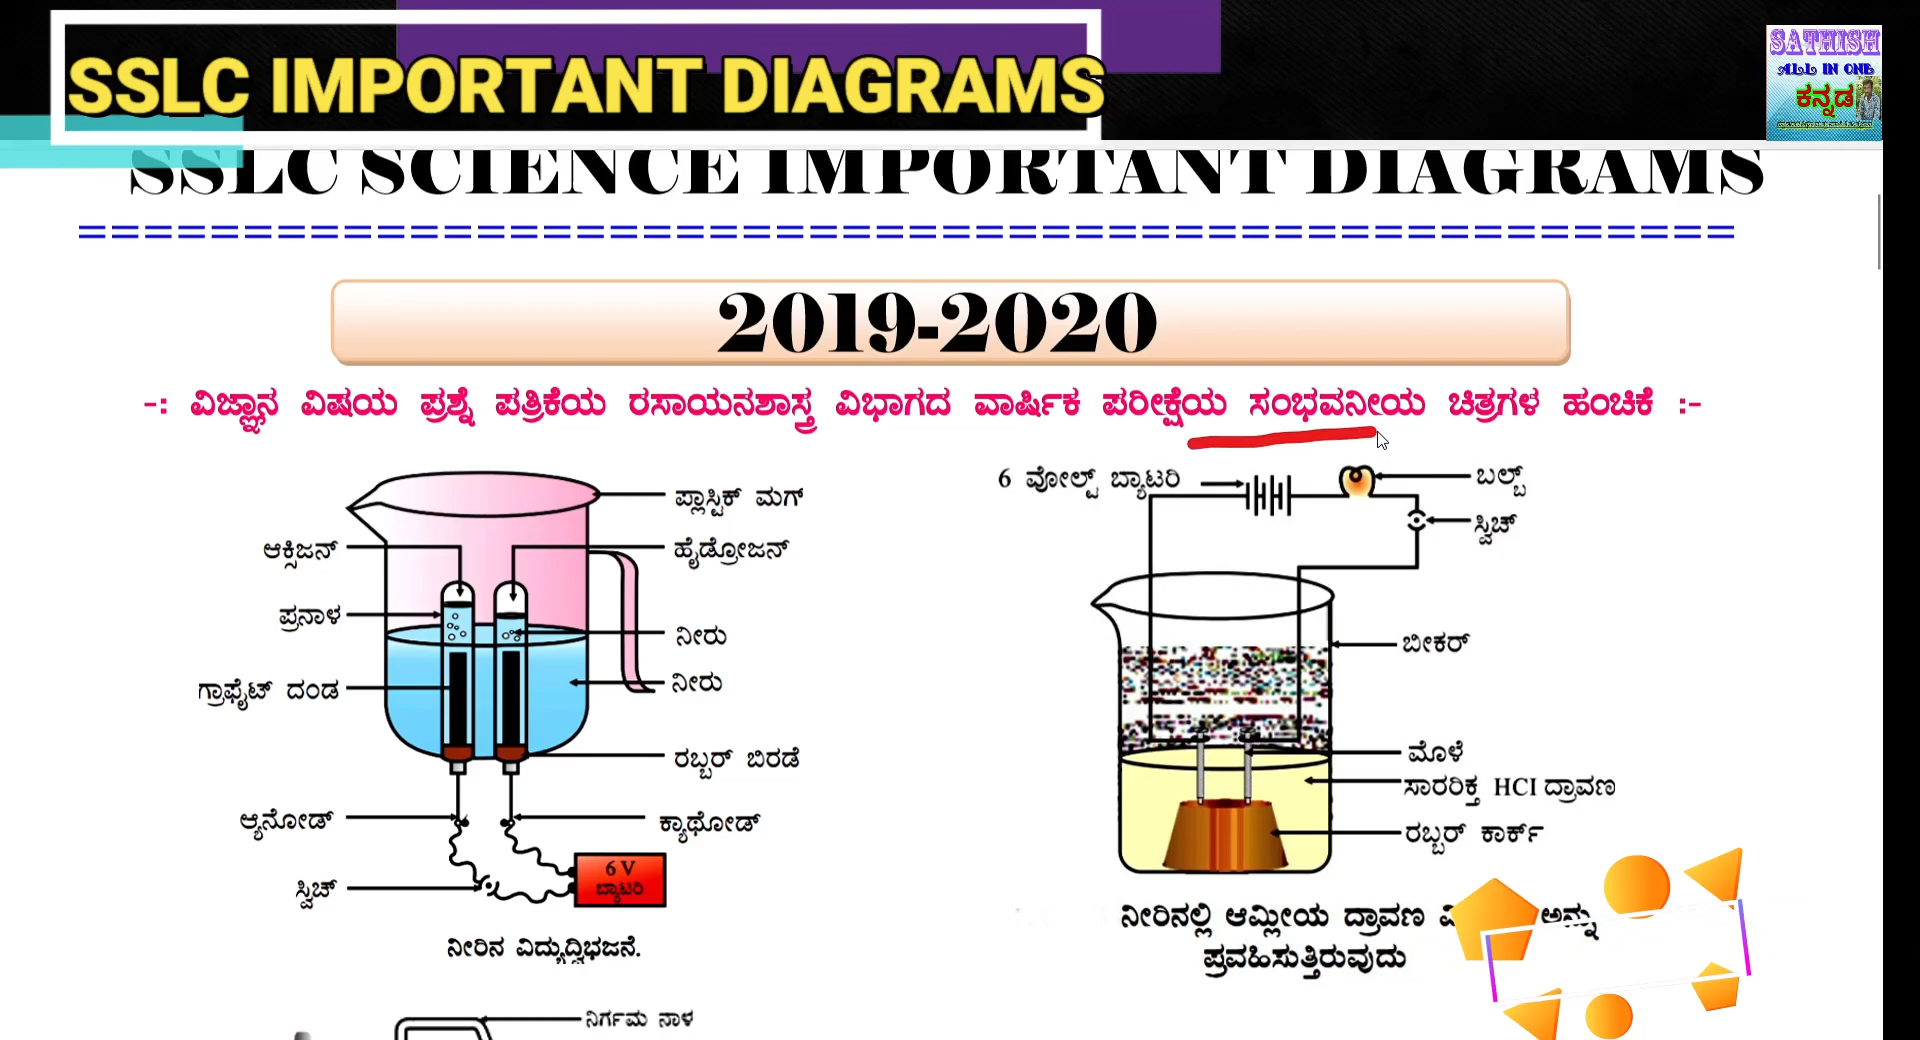 SSLC IMPORTANT DIAGRAMS
SATHISH
ALL IN ONE
ಕನ್ನಡ
SSLC SCIENCE IMPORTANT DIAGRAMS
2019-2020
-: ವಿಜ್ಞಾನ ವಿಷಯ ಪ್ರಶ್ನೆ ಪತ್ರಿಕೆಯ ರಸಾಯನಶಾಸ್ತ್ರ ವಿಭಾಗದ ವಾರ್ಷಿಕ ಪರೀಕ್ಷೆಯ ಸಂಭವನೀಯ ಚಿತ್ರಗಳ ಹಂಚಿಕೆ :-
ಪ್ಲಾಸ್ಟಿಕ್ ಮಗ್
ಆಕ್ಸಿಜನ್
ಹೈಡ್ರೋಜನ್
ಪ್ರನಾಳ
ನೀರು
ಗ್ರಾಫೈಟ್ ದಂಡ
ನೀರು
ರಬ್ಬರ್ ಬಿರಡೆ
ಆ್ಯನೋಡ್
ಕ್ಯಾಥೋಡ್
6 V
ಬ್ಯಾಟರಿ
ಸ್ವಿಚ್
ನೀರಿನ ವಿದ್ಯುದ್ವಿಭಜನೆ.
6 ವೋಲ್ಟ್ ಬ್ಯಾಟರಿ
ಬಲ್ಬ್
ಸ್ವಿಚ್
ಬೀಕರ್
ಮೊಳೆ
ಸಾರರಿಕ್ತ HCl ದ್ರಾವಣ
ರಬ್ಬರ್ ಕಾರ್ಕ್
ನೀರಿನಲ್ಲಿ ಆಮ್ಲೀಯ ದ್ರಾವಣ
ಪ್ರವಹಿಸುತ್ತಿರುವುದು
ನಿರ್ಗಮ ನಾಳ